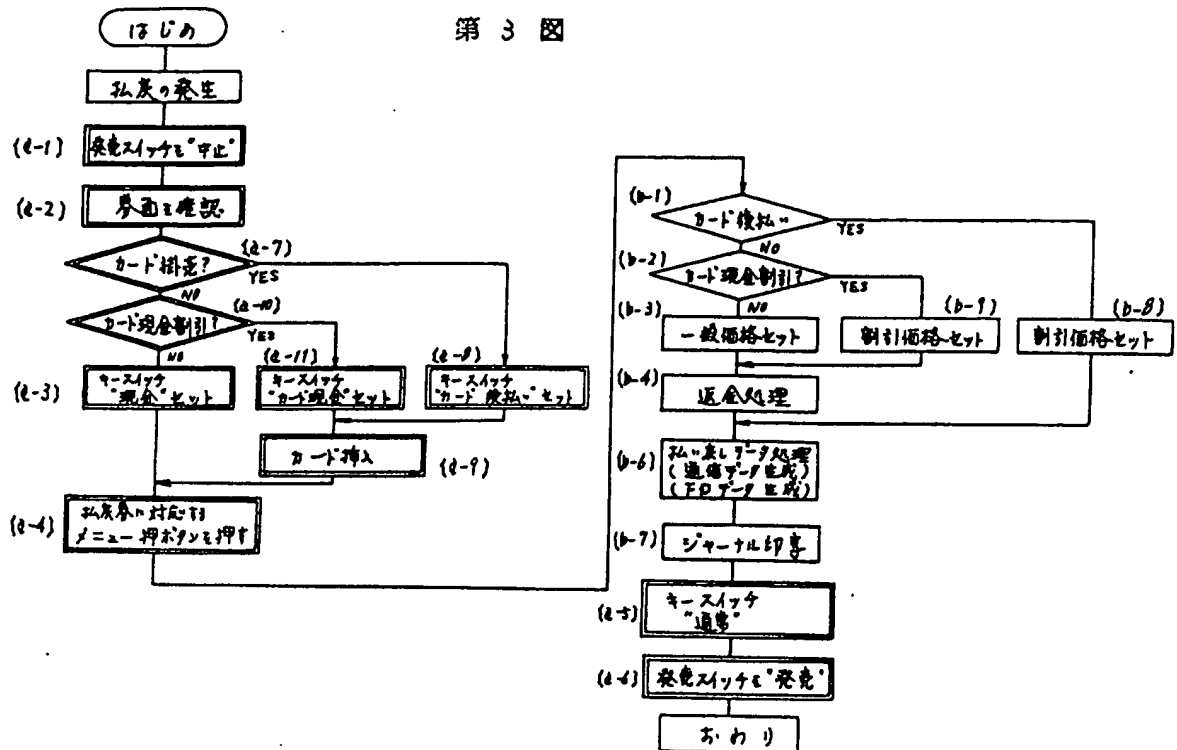 第3図
はじめ
払戻の発生
(a-1)
発売スイッチを"中止"
(a-2)
券面を確認
(a-7)
カード掛売?
YES
NO
(a-10)
カード現金割引?
YES
NO
(a-3)
キースイッチ
"現金"セット
(a-11)
キースイッチ
"カード現金"セット
(a-8)
キースイッチ
"カード後払い"セット
カード挿入
(a-9)
(a-4)
払戻券に対応する
メニュー押ボタンを押す
(b-1)
カード後払い
YES
NO
(b-2)
カード現金割引?
YES
NO
(b-3)
一般価格セット
(b-9)
割引価格セット
(b-8)
割引価格セット
(b-4)
返金処理
(b-6)
払い戻しデータ処理
(通信データ生成)
(FDデータ生成)
(b-7)
ジャーナル印字
(a-5)
キースイッチ
"通常"
(a-6)
発売スイッチを"発売"
おわり